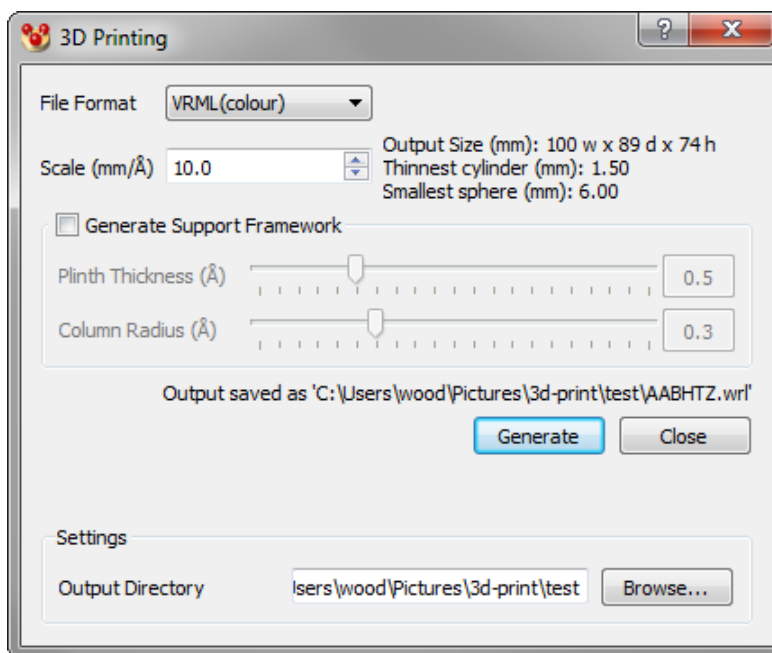 3D Printing
File Format VRML(colour)
Scale (mm/Å) 10.0
Output Size (mm): 100 w x 89 d x 74 h
Thinnest cylinder (mm): 1.50
Smallest sphere (mm): 6.00
Generate Support Framework
Plinth Thickness (Å) 0.5
Column Radius (Å) 0.3
Output saved as 'C:\Users\wood\Pictures\3d-print\test\AABHTZ.wrl'
Generate Close
Settings
Output Directory Jsers\wood\Pictures\3d-print\test Browse...